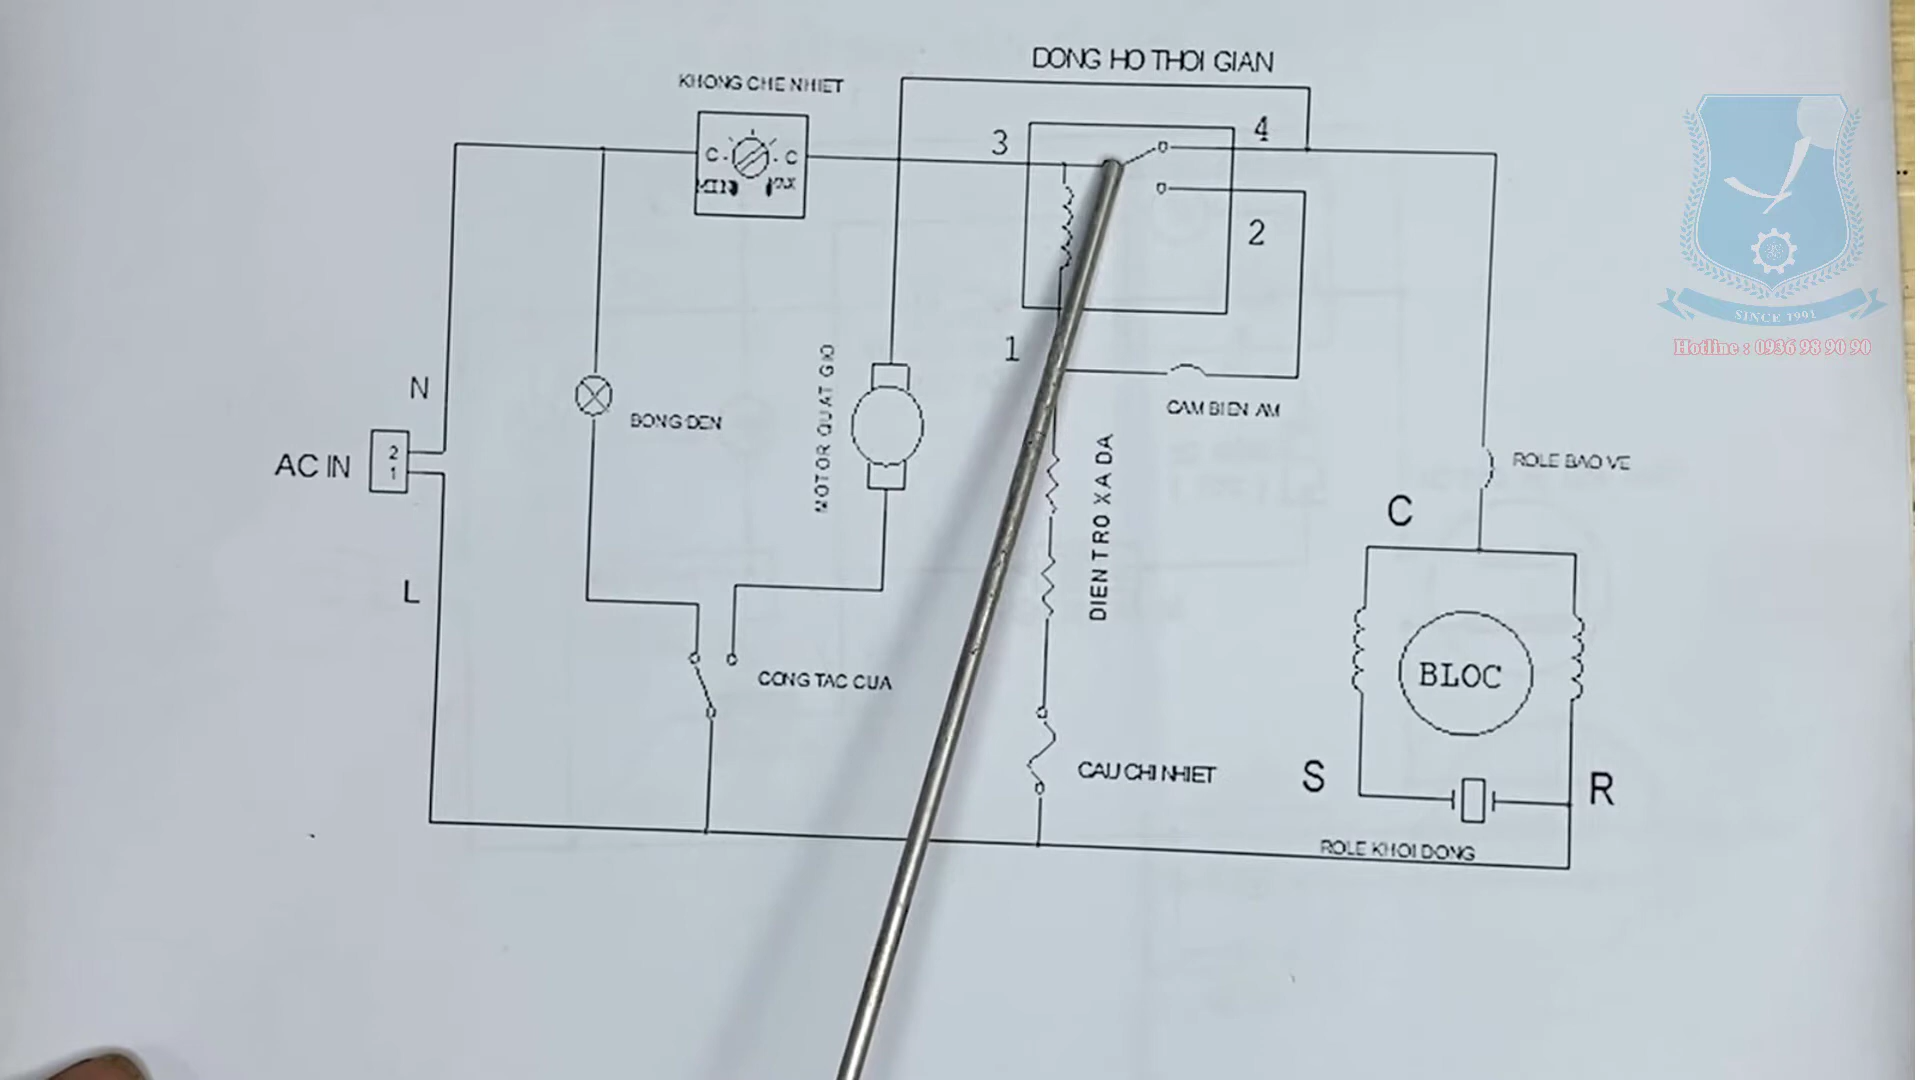 DONG HO THOI GIAN
KHONG CHE NHIET
C
C
MIN
MAX
3
4
2
1
N
AC IN
2
1
L
BONG DEN
MOTOR QUAT GIO
CAM BIEN AM
DIEN TRO XA DA
ROLE BAO VE
C
BLOC
CONG TAC CUA
CAU CHI NHIET
S
R
ROLE KHOI DONG
SINCE 1991
Hotline : 0936 98 90 90